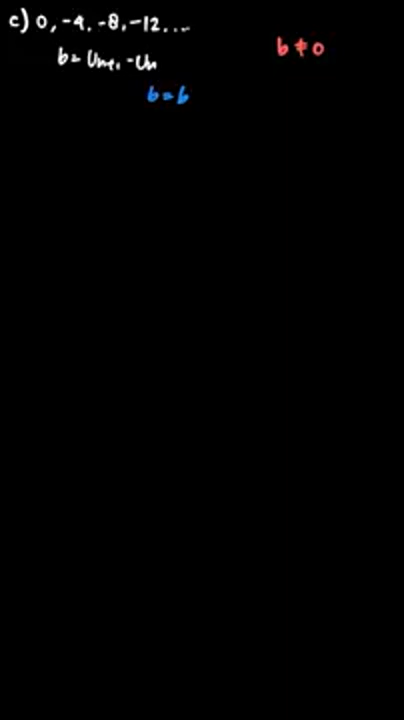 c) 0, -4, -8, -12 ...
b ≠ 0
b = Un+1 - Un
b = b